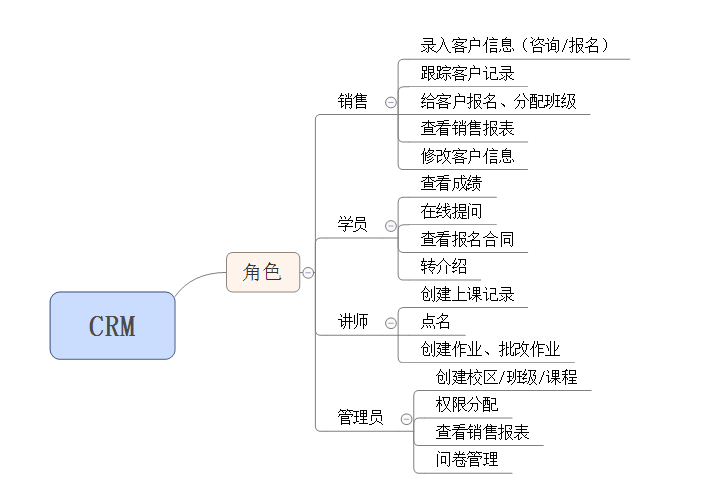 CRM
角色
销售
录入客户信息（咨询/报名）
跟踪客户记录
给客户报名、分配班级
查看销售报表
修改客户信息
学员
查看成绩
在线提问
查看报名合同
转介绍
讲师
创建上课记录
点名
创建作业、批改作业
管理员
创建校区/班级/课程
权限分配
查看销售报表
问卷管理